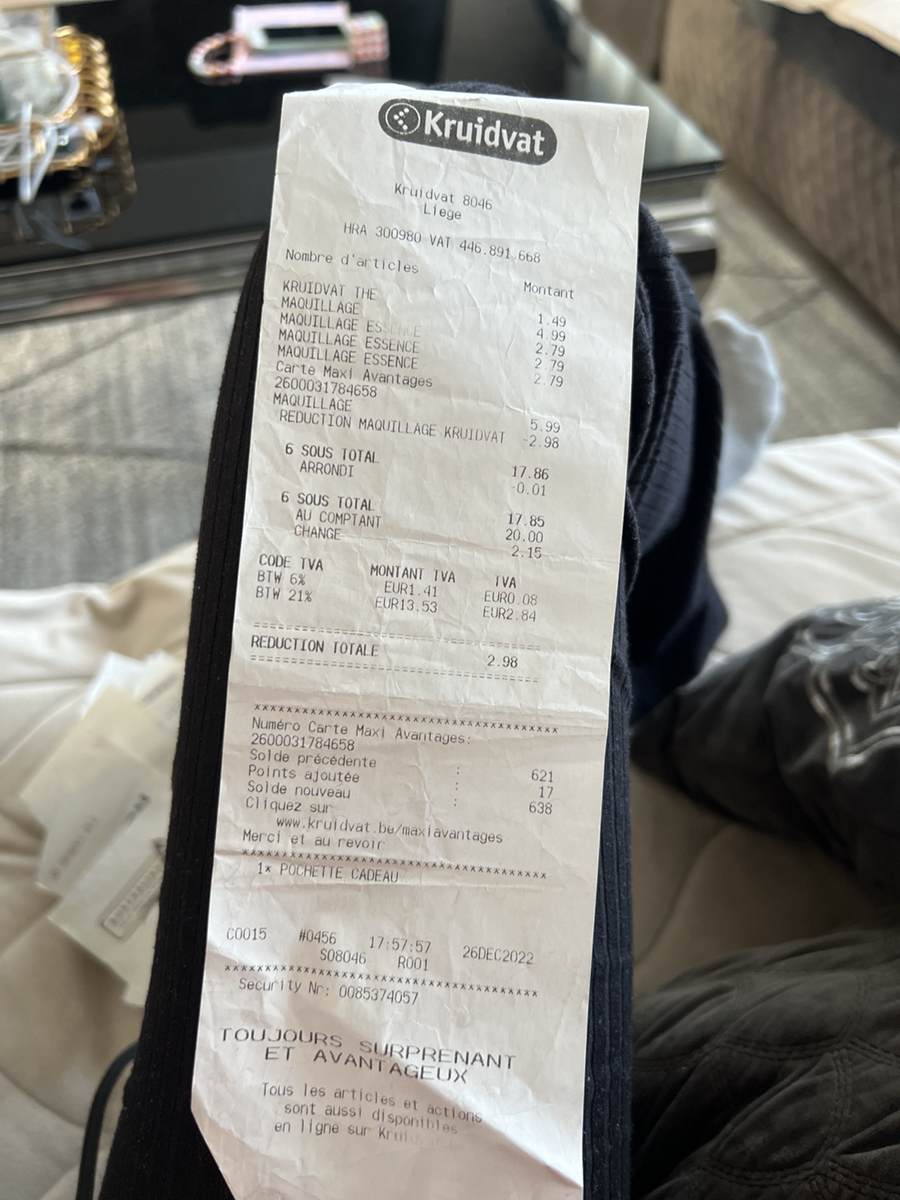 Kruidvat
Kruidvat 8046
Liege
HRA 300980 VAT 446.891.668
Nombre d'articles
Montant
KRUIDVAT THE 1.49
MAQUILLAGE 4.99
MAQUILLAGE ESSENCE 2.79
MAQUILLAGE ESSENCE 2.79
MAQUILLAGE ESSENCE 2.79
Carte Maxi Avantages
2600031784658
MAQUILLAGE 5.99
REDUCTION MAQUILLAGE KRUIDVAT -2.98
6 SOUS TOTAL 17.86
ARRONDI -0.01
6 SOUS TOTAL 17.85
AU COMPTANT 20.00
CHANGE 2.15
CODE TVA MONTANT TVA TVA
BTW 6% EUR1.41 EUR0.08
BTW 21% EUR13.53 EUR2.84
===================================
REDUCTION TOTALE 2.98
===================================
xxxxxxxxxxxxxxxxxxxxxxxxxxxxxxxxxxxxxx
Numéro Carte Maxi Avantages:
2600031784658
Solde précédente : 621
Points ajoutée : 17
Solde nouveau : 638
Cliquez sur
www.kruidvat.be/maxiavantages
Merci et au revoir
xxxxxxxxxxxxxxxxxxxxxxxxxxxxxxxxxxxxxx
1* POCHETTE CADEAU
C0015 #0456 17:57:57 26DEC2022
S08046 R001
xxxxxxxxxxxxxxxxxxxxxxxxxxxxxxxxxxxxxx
Security Nr: 0085374057
TOUJOURS SURPRENANT
ET AVANTAGEUX
Tous les articles et actions
sont aussi disponibles
en ligne sur